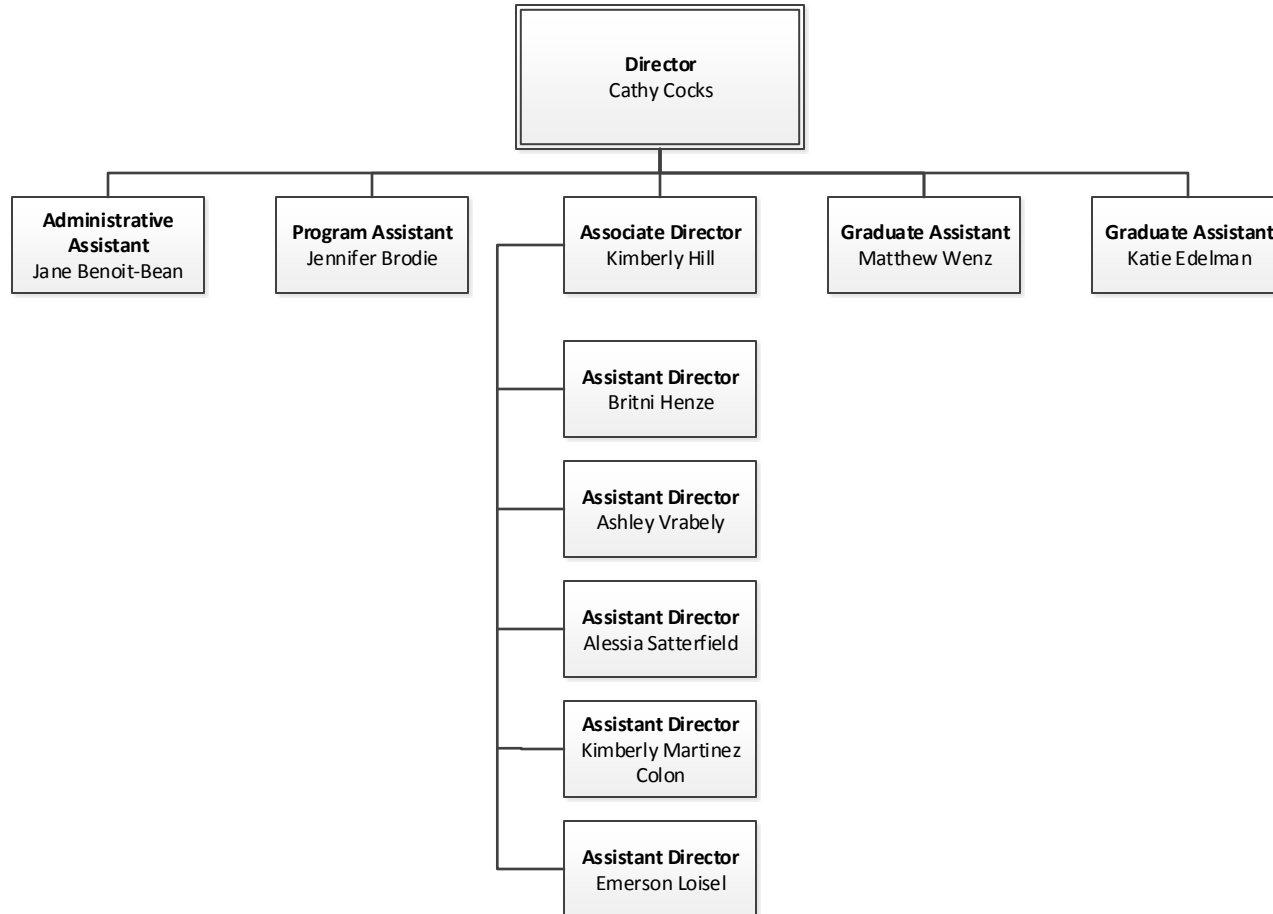 Director
Cathy Cocks
Administrative
Assistant
Jane Benoit-Bean
Program Assistant
Jennifer Brodie
Associate Director
Kimberly Hill
Graduate Assistant
Matthew Wenz
Graduate Assistant
Katie Edelman
Assistant Director
Britni Henze
Assistant Director
Ashley Vrabely
Assistant Director
Alessia Satterfield
Assistant Director
Kimberly Martinez
Colon
Assistant Director
Emerson Loisel